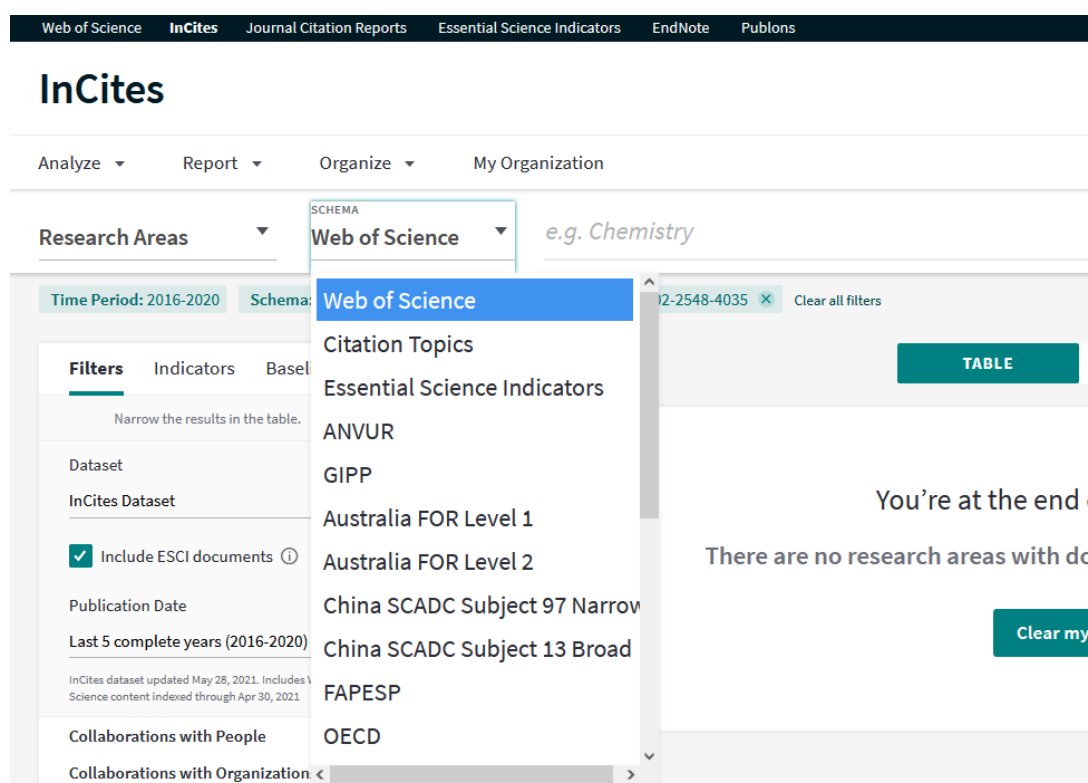 Web of Science InCites Journal Citation Reports Essential Science Indicators EndNote Publons
InCites
Analyze Report Organize My Organization
SCHEMA
Research Areas Web of Science e.g. Chemistry
Time Period: 2016-2020 Schema: 02-2548-4035 Clear all filters
Web of Science
Citation Topics
Essential Science Indicators
ANVUR
GIPP
Australia FOR Level 1
Australia FOR Level 2
China SCADC Subject 97 Narrow
China SCADC Subject 13 Broad
FAPESP
OECD
Filters Indicators
Narrow the results in the table.
Dataset
InCites Dataset
Include ESCI documents
Publication Date
Last 5 complete years (2016-2020)
InCites dataset updated May 28, 2021. Includes
Science content indexed through Apr 30, 2021
Collaborations with People
Collaborations with Organization
TABLE
You’re at the end
There are no research areas with
Clear my